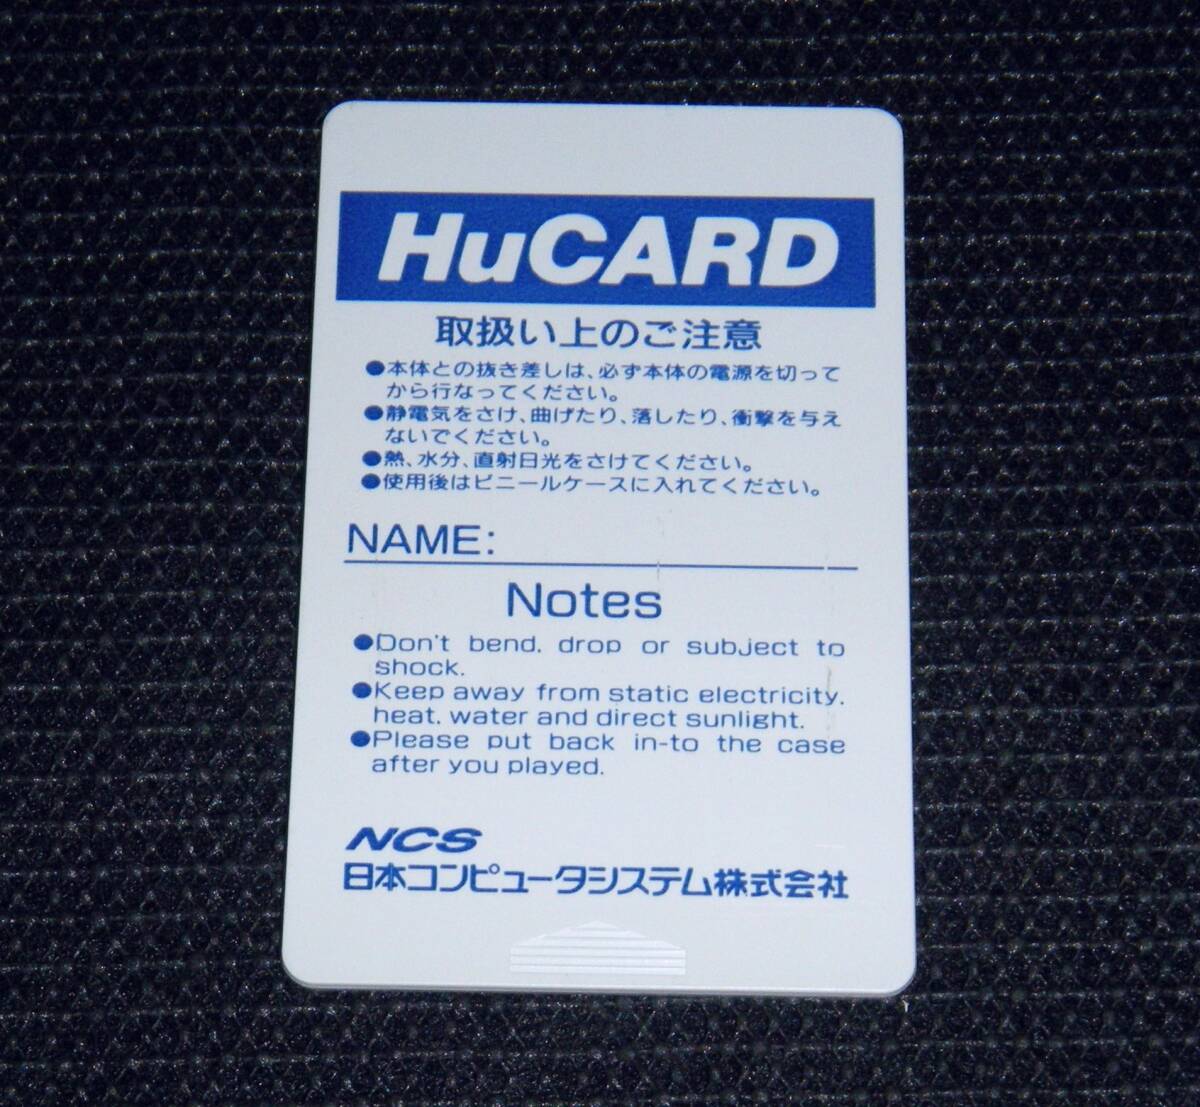 HuCARD
取扱い上のご注意
●本体との抜き差しは、必ず本体の電源を切って
から行なってください。
●静電気をさけ、曲げたり、落したり、衝撃を与え
ないでください。
●熱、水分、直射日光をさけてください。
●使用後はビニールケースに入れてください。
NAME:
Notes
●Don't bend. drop or subject to
shock.
●Keep away from static electricity.
heat. water and direct sunlight.
●Please put back in-to the case
after you played.
NCS
日本コンピュータシステム株式会社